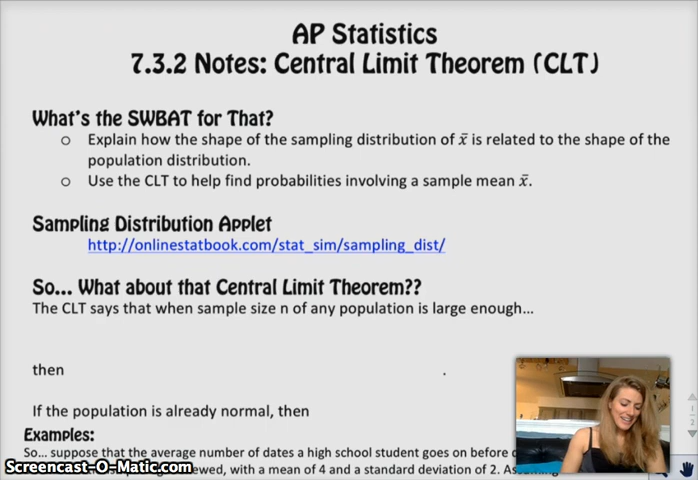 AP Statistics
7.3.2 Notes: Central Limit Theorem (CLT)
What's the SWBAT for That?
o Explain how the shape of the sampling distribution of x̄ is related to the shape of the
population distribution.
o Use the CLT to help find probabilities involving a sample mean x̄.
Sampling Distribution Applet
http://onlinestatbook.com/stat_sim/sampling_dist/
So... What about that Central Limit Theorem??
The CLT says that when sample size n of any population is large enough...
then .
If the population is already normal, then
Examples:
So... suppose that the average number of dates a high school student goes on before
Screencast-O-Matic.com
with a mean of 4 and a standard deviation of 2.
1
2